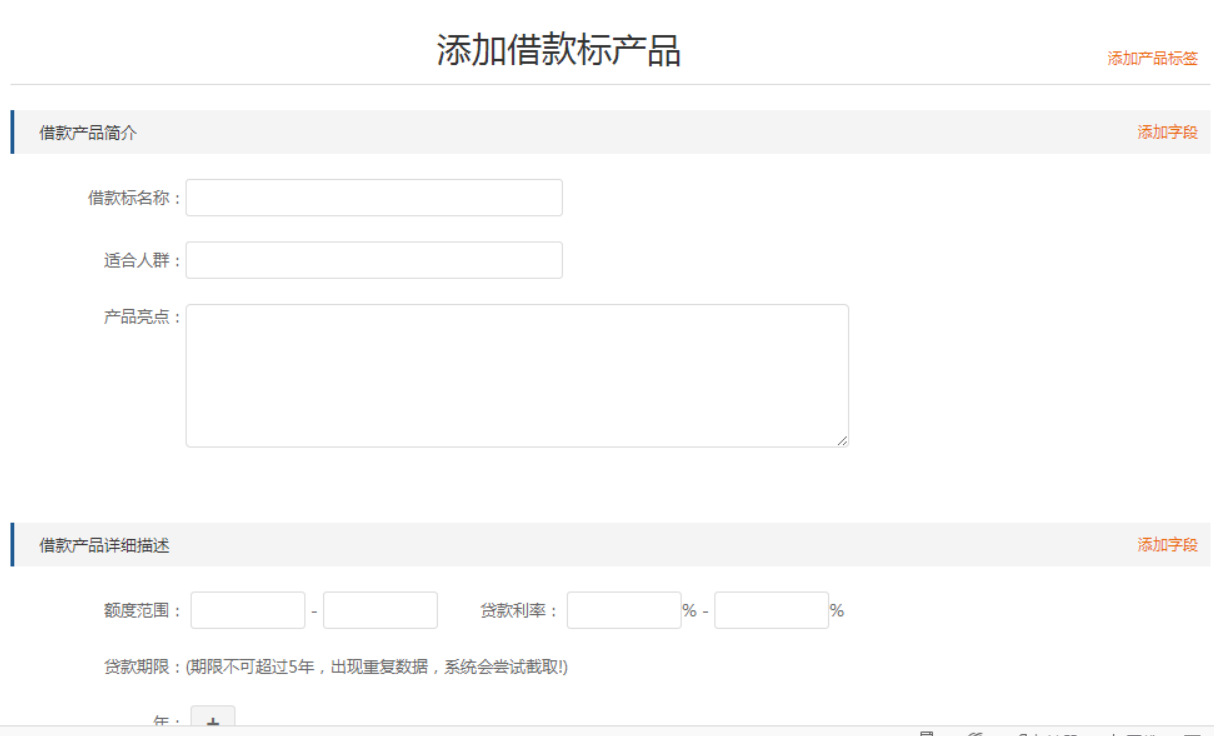 添加借款标产品
添加产品标签
借款产品简介
添加字段
借款标名称：
适合人群：
产品亮点：
借款产品详细描述
添加字段
额度范围： - 贷款利率： % - %
贷款期限：(期限不可超过5年，出现重复数据，系统会尝试截取!)
年： +